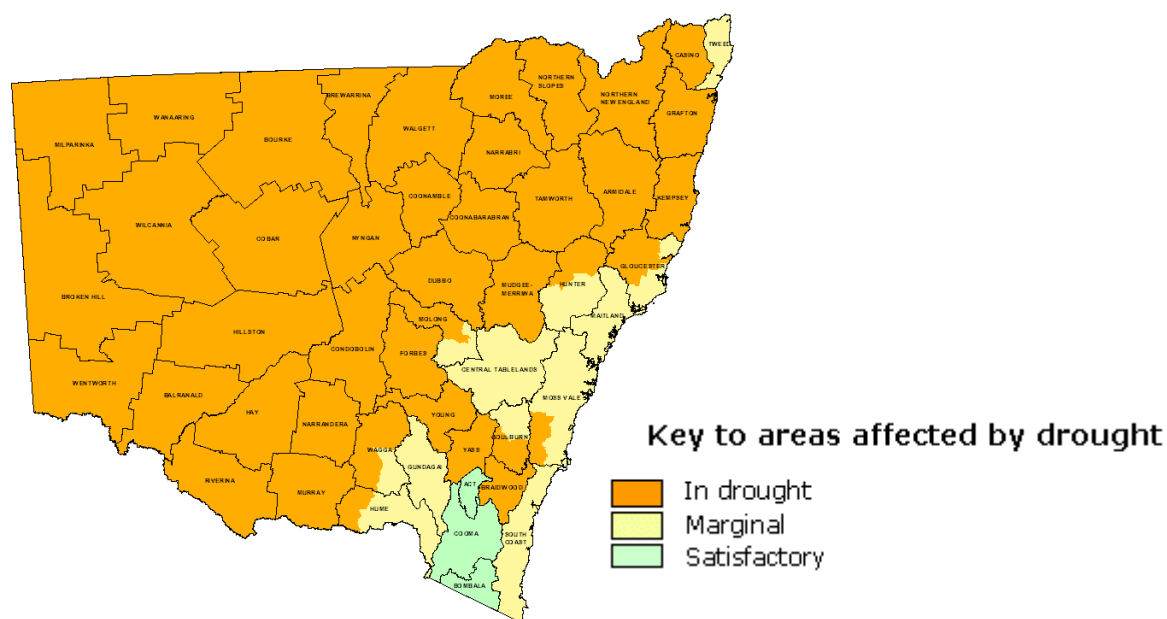 CASINO
TWEED
BREWARRINA
NORTHERN
SLOPES
MOREE
NORTHERN
NEW ENGLAND
WANAARING
GRAFTON
WALGETT
BOURKE
MILPARINKA
NARRABRI
ARMIDALE
COONAMBLE
TAMWORTH
KEMPSEY
COONABARABRAN
WILCANNIA
COBAR
NYNGAN
GLOUCESTER
DUBBO
MUDGEE-
MERRIWA
HUNTER
BROKEN HILL
MAITLAND
MOLONG
HILLSTON
CONDOBOLIN
FORBES
CENTRAL TABLELANDS
WENTWORTH
BALRANALD
MOSS VALE
HAY
YOUNG
NARRANDERA
GOULBURN
WAGGA
YASS
GUNDAGAI
RIVERINA
ACT
BRAIDWOOD
MURRAY
HUME
COOMA
SOUTH
COAST
BOMBALA
Key to areas affected by drought
In drought
Marginal
Satisfactory